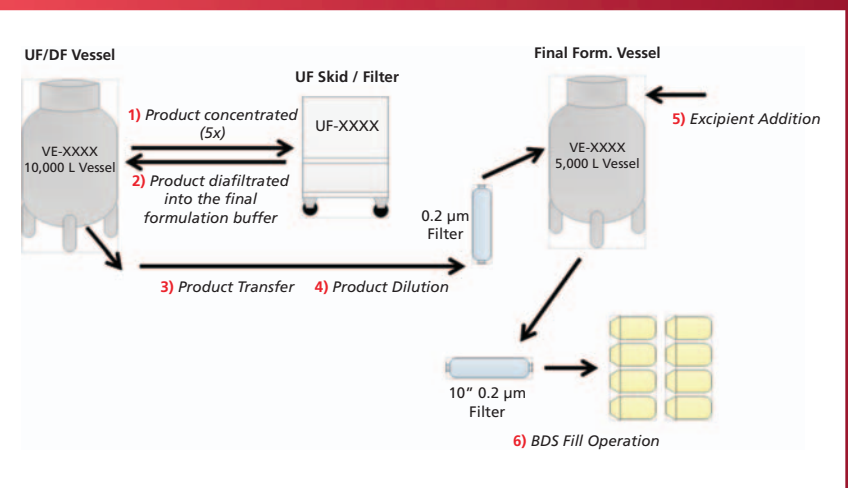 UF/DF Vessel
VE-XXXX
10,000 L Vessel
1) Product concentrated
(5x)
2) Product diafiltrated
into the final
formulation buffer
UF Skid / Filter
UF-XXXX
3) Product Transfer
4) Product Dilution
0.2 µm
Filter
Final Form. Vessel
VE-XXXX
5,000 L Vessel
5) Excipient Addition
10” 0.2 µm
Filter
6) BDS Fill Operation